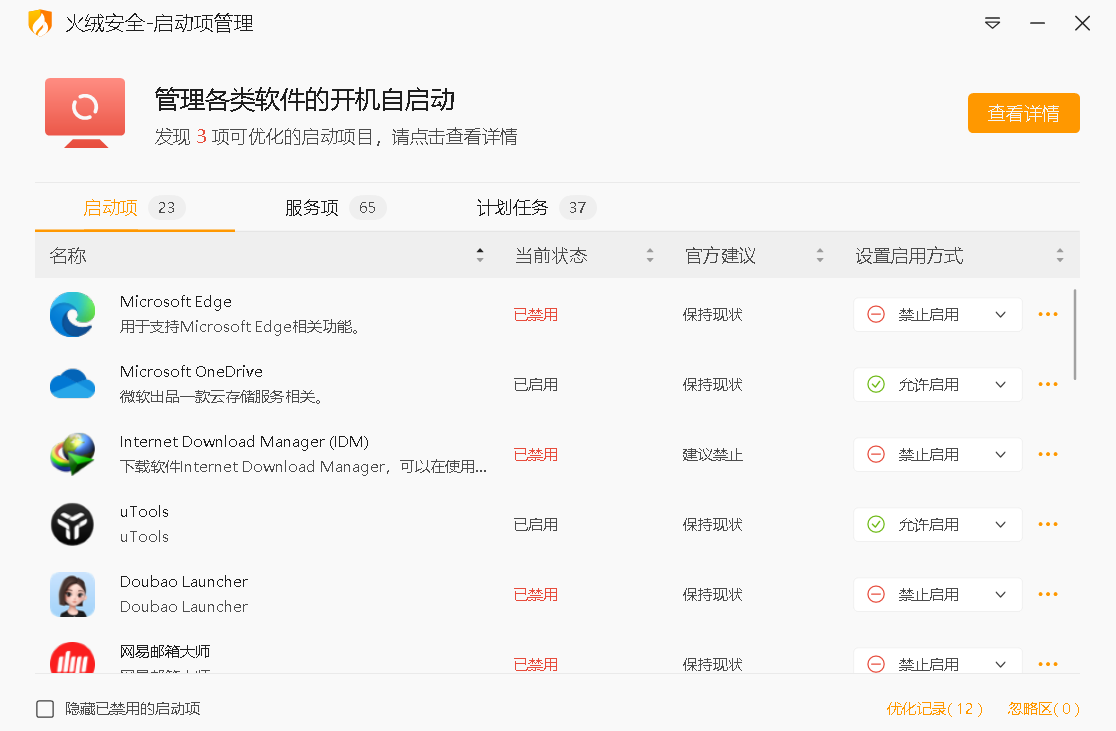 火绒安全-启动项管理
管理各类软件的开机自启动
发现 3 项可优化的启动项目，请点击查看详情
查看详情
启动项 23 服务项 65 计划任务 37
名称 当前状态 官方建议 设置启用方式
Microsoft Edge
用于支持Microsoft Edge相关功能。
已禁用 保持现状 禁止启用
Microsoft OneDrive
微软出品一款云存储服务相关。
已启用 保持现状 允许启用
Internet Download Manager (IDM)
下载软件Internet Download Manager，可以在使用...
已禁用 建议禁止 禁止启用
uTools
uTools
已启用 保持现状 允许启用
Doubao Launcher
Doubao Launcher
已禁用 保持现状 禁止启用
网易邮箱大师
网易邮箱大师
已禁用 保持现状 禁止启用
隐藏已禁用的启动项
优化记录( 12 ) 忽略区( 0 )